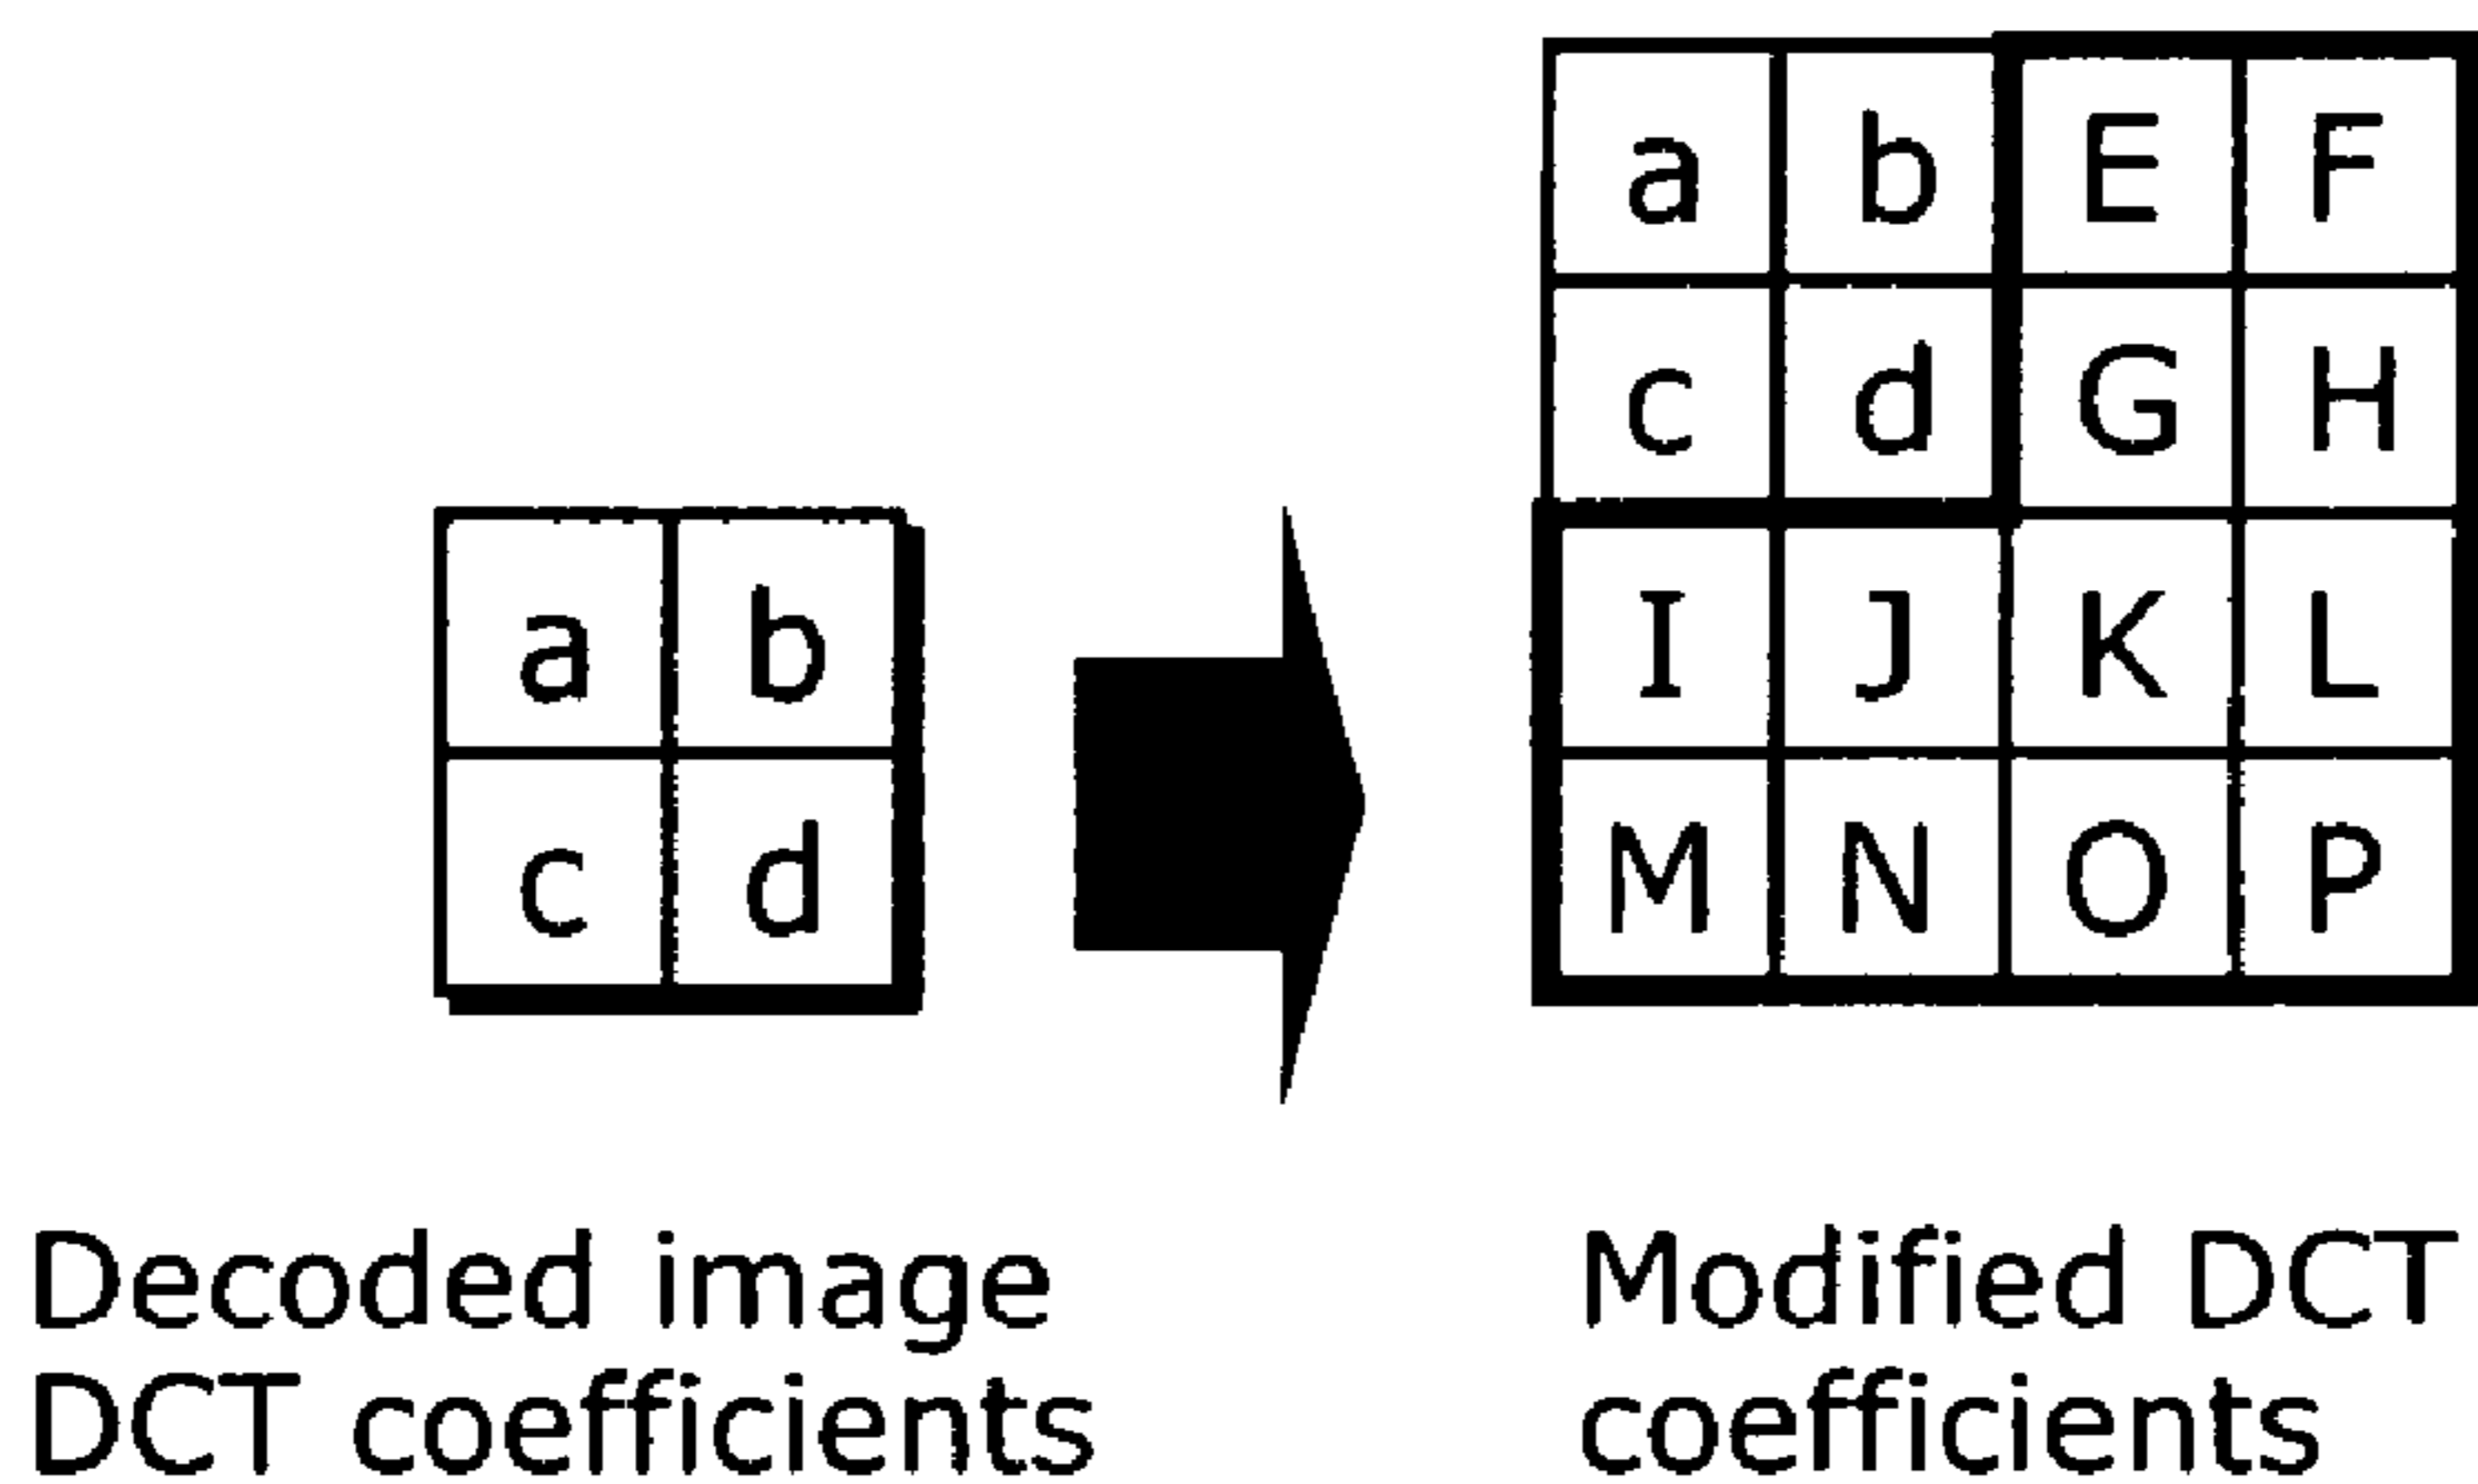 a b E F
c d G H
a b I J K L
c d M N O P
Decoded image
DCT coefficients
Modified DCT
coefficients